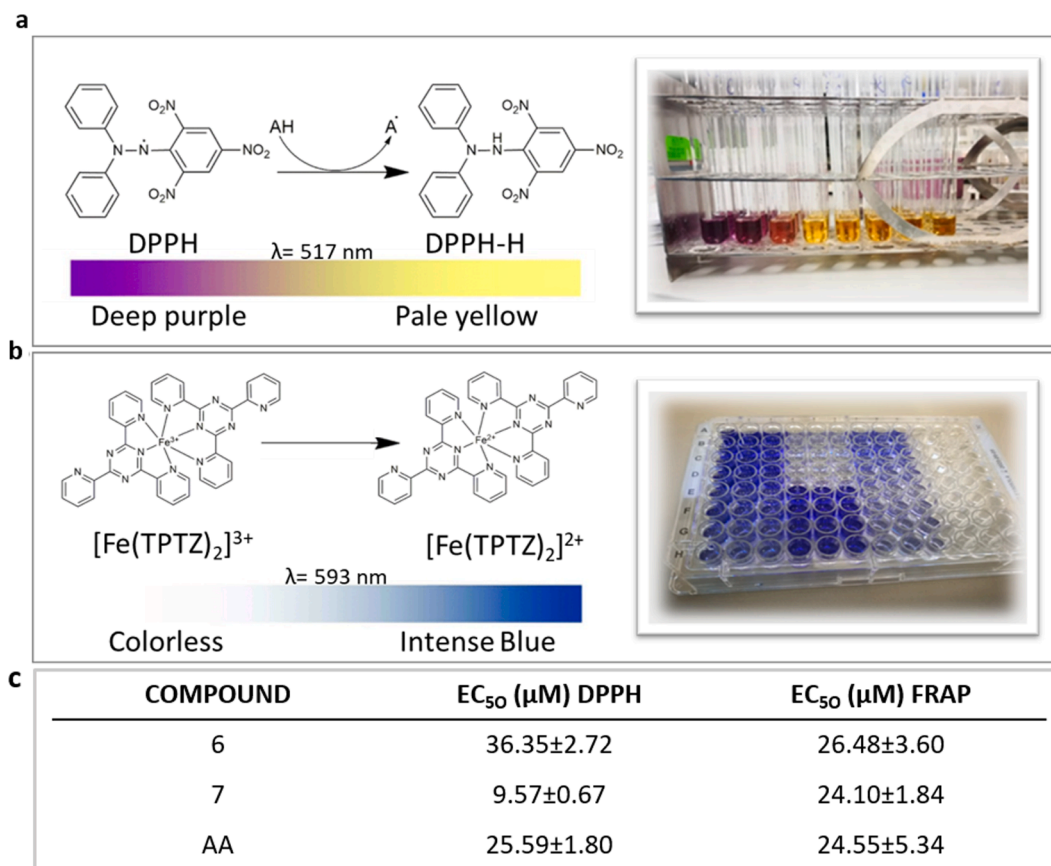 a
O₂N
N
N
NO₂
O₂N
AH
A·
O₂N
H
N
N
NO₂
O₂N
DPPH
DPPH-H
λ= 517 nm
Deep purple
Pale yellow
b
N N N N N N
Fe³⁺
N N N N N N
N N N N N N
Fe²⁺
N N N N N N
[Fe(TPTZ)₂]³⁺
[Fe(TPTZ)₂]²⁺
λ= 593 nm
Colorless
Intense Blue
A
B
C
D
E
F
G
H
c
COMPOUND EC₅₀ (µM) DPPH EC₅₀ (µM) FRAP
6 36.35±2.72 26.48±3.60
7 9.57±0.67 24.10±1.84
AA 25.59±1.80 24.55±5.34